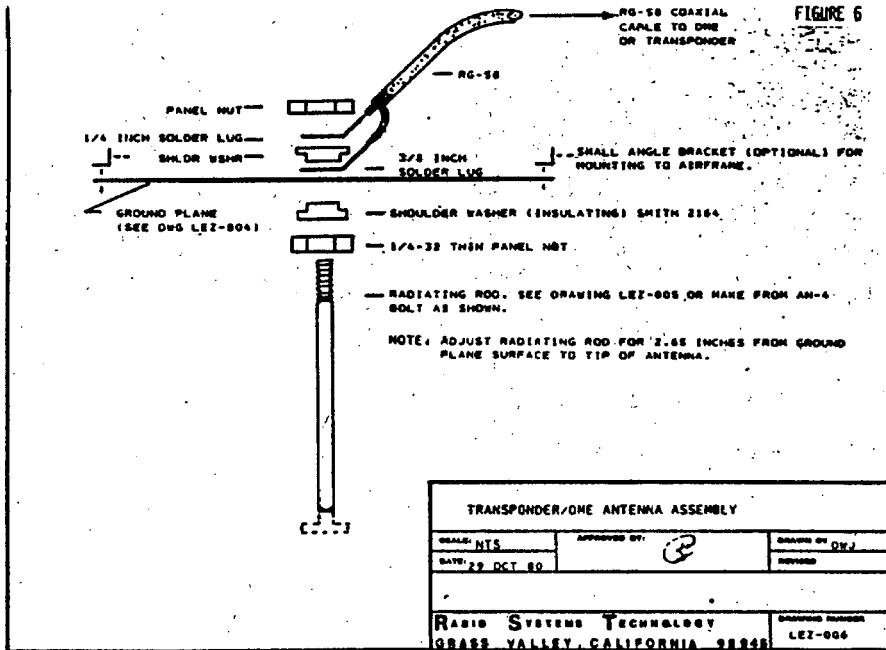 FIGURE 6
RG-58 COAXIAL
CABLE TO DME
OR TRANSPONDER
RG-58
PANEL NUT
1/4 INCH SOLDER LUG
SHLDR WSHR
3/8 INCH
SOLDER LUG
SMALL ANGLE BRACKET (OPTIONAL) FOR
MOUNTING TO AIRFRAME.
GROUND PLANE
(SEE DWG LEZ-004)
SHOULDER WASHER (INSULATING) SMITH 2164
1/4-32 THIN PANEL NUT
RADIATING ROD. SEE DRAWING LEZ-005 OR MAKE FROM AN-4
BOLT AS SHOWN.
NOTE: ADJUST RADIATING ROD FOR 2.65 INCHES FROM GROUND
PLANE SURFACE TO TIP OF ANTENNA.
TRANSPONDER/DME ANTENNA ASSEMBLY
SCALE: NTS
APPROVED BY:
DRAWN BY DWJ
DATE: 29 OCT 80
REVISED
RADIO SYSTEMS TECHNOLOGY
GRASS VALLEY, CALIFORNIA 95945
DRAWING NUMBER
LEZ-006